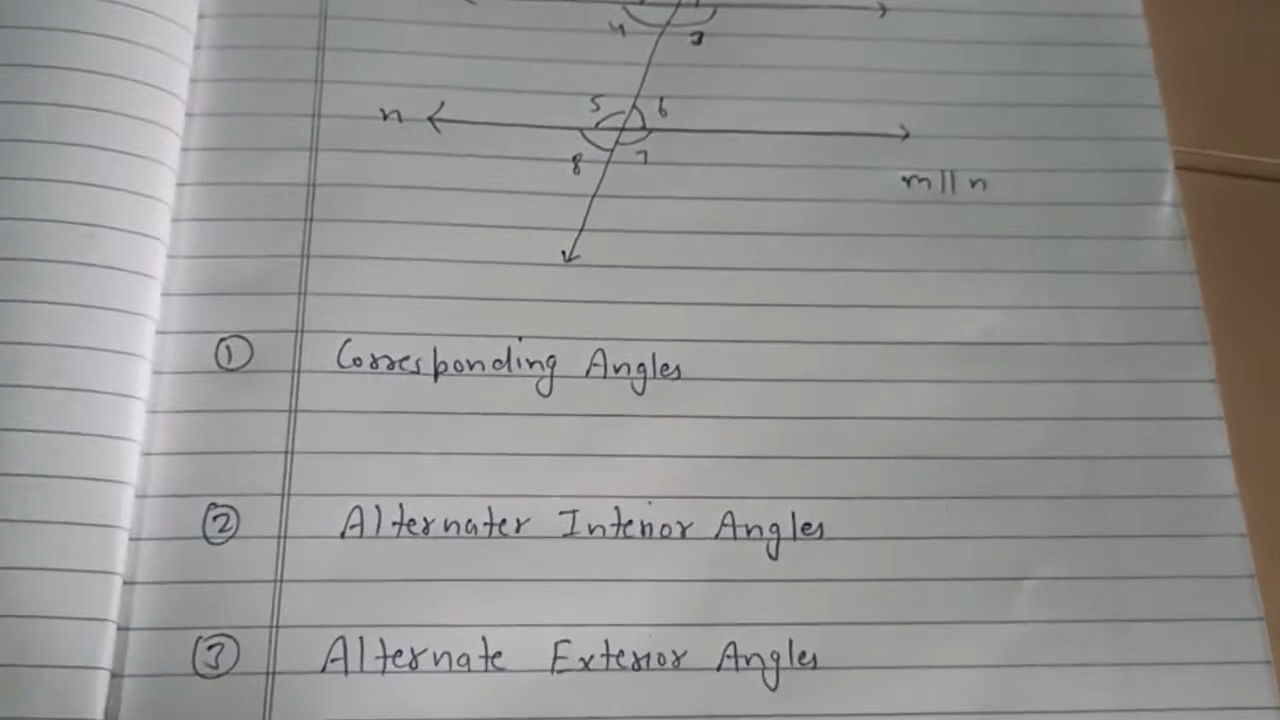 4 3
n 5 6
8 7
m || n
① Corresponding Angles
② Alternater Interior Angles
③ Alternate Exterior Angles